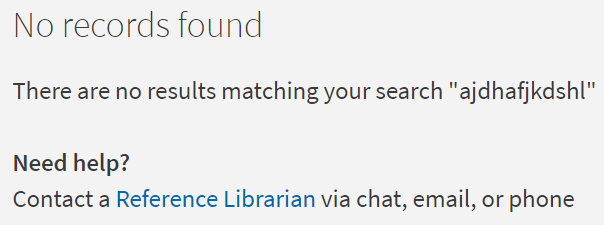 No records found
There are no results matching your search "ajdhafjkdshl"
Need help?
Contact a Reference Librarian via chat, email, or phone